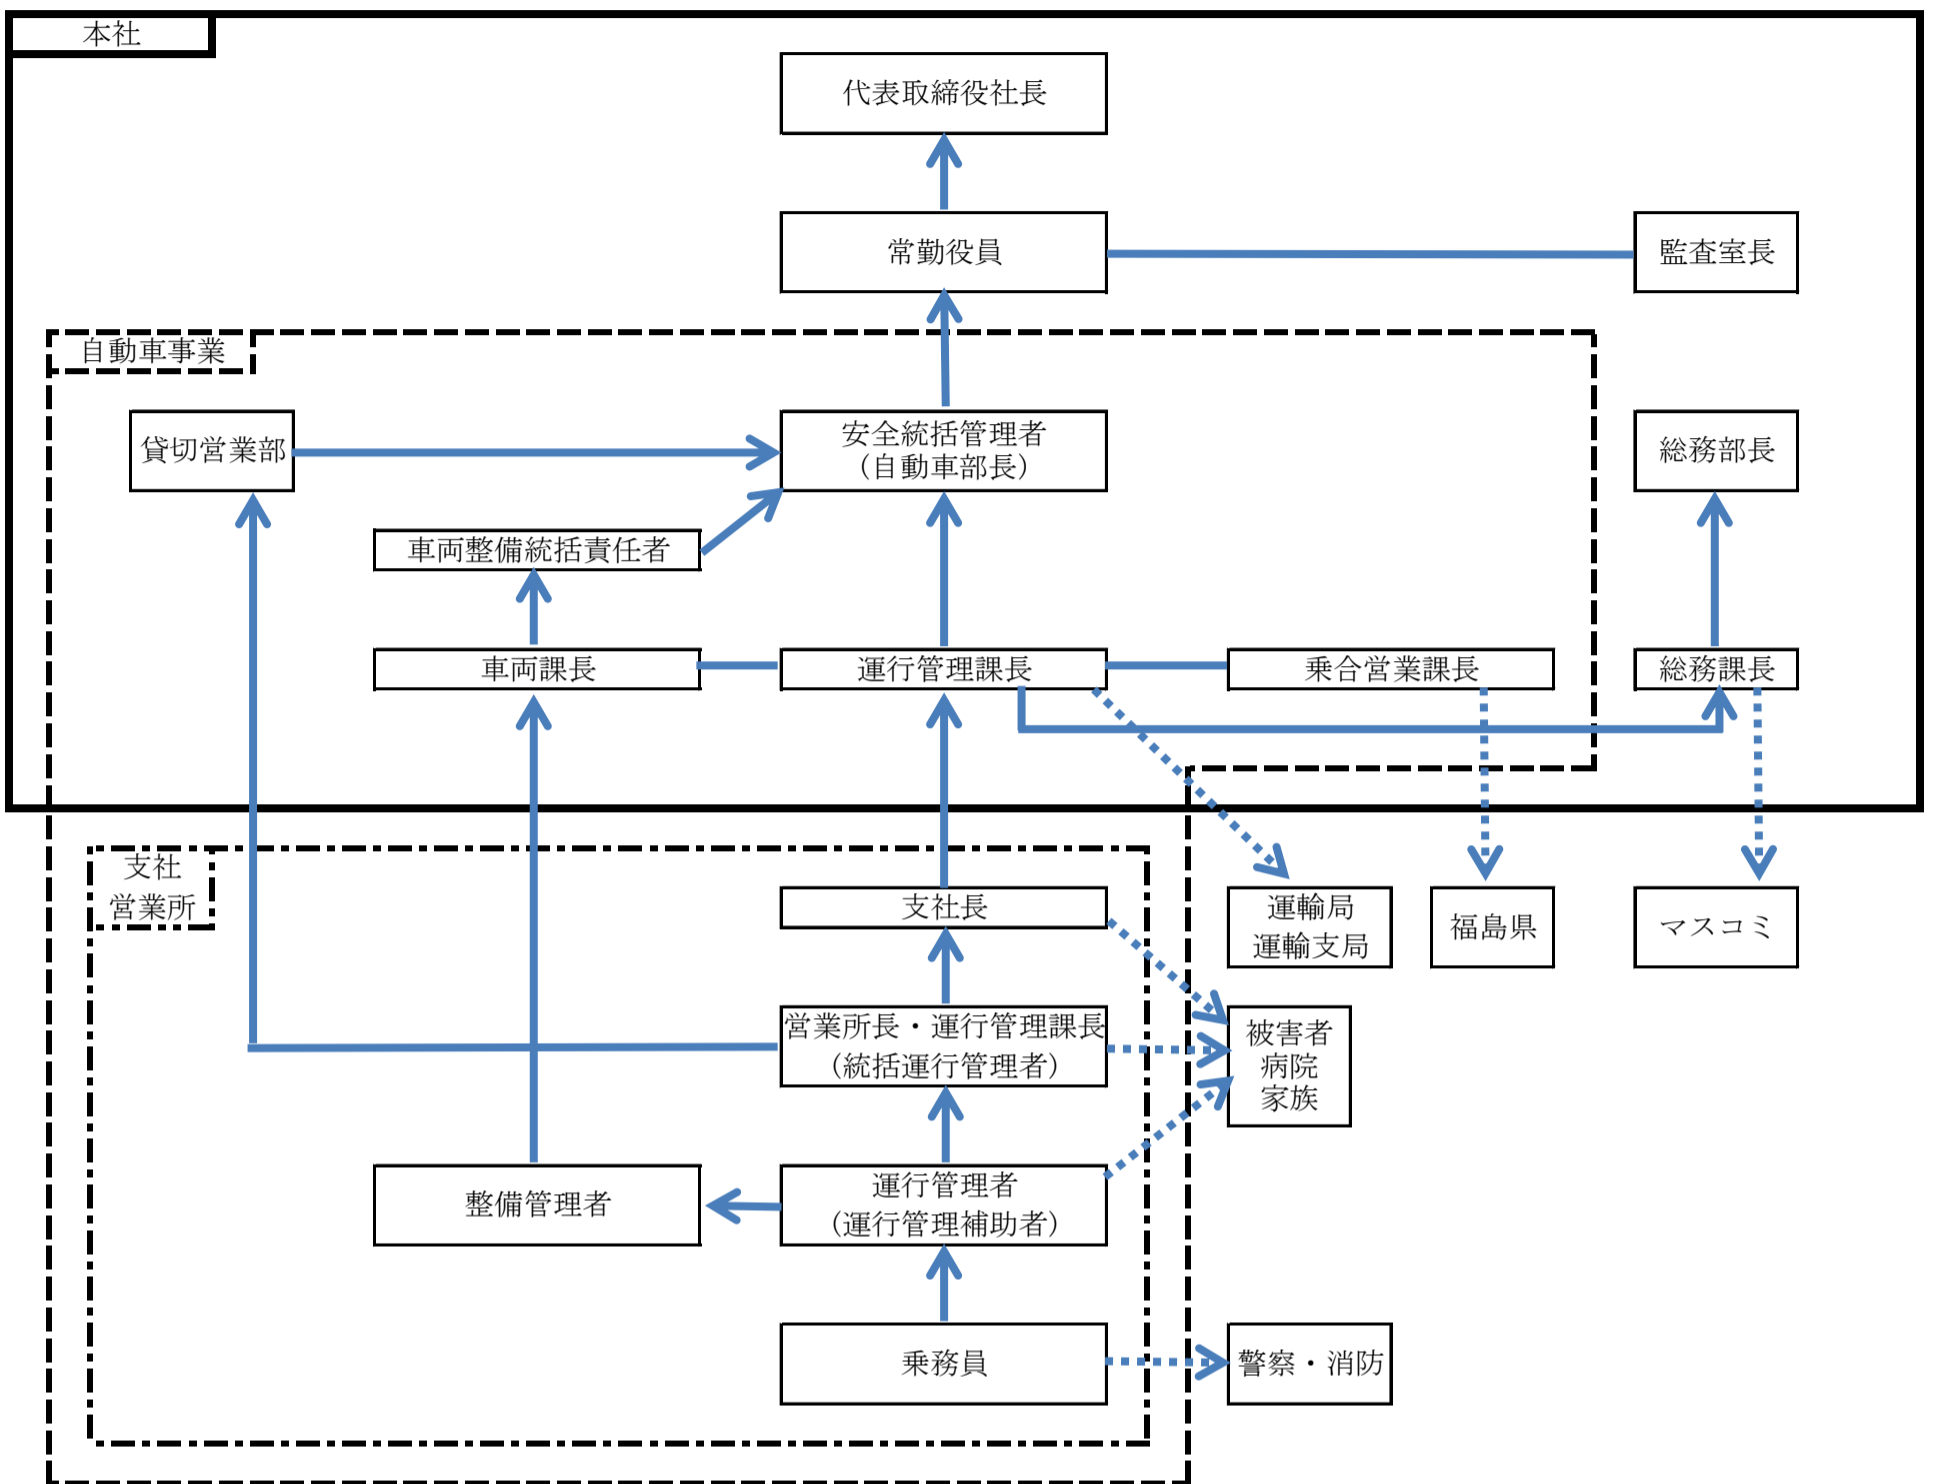 本社
代表取締役社長
常勤役員
監査室長
自動車事業
貸切営業部
安全統括管理者
（自動車部長）
総務部長
車両整備統括責任者
車両課長
運行管理課長
乗合営業課長
総務課長
支社
営業所
支社長
運輸局
運輸支局
福島県
マスコミ
営業所長・運行管理課長
（統括運行管理者）
被害者
病院
家族
整備管理者
運行管理者
（運行管理補助者）
乗務員
警察・消防